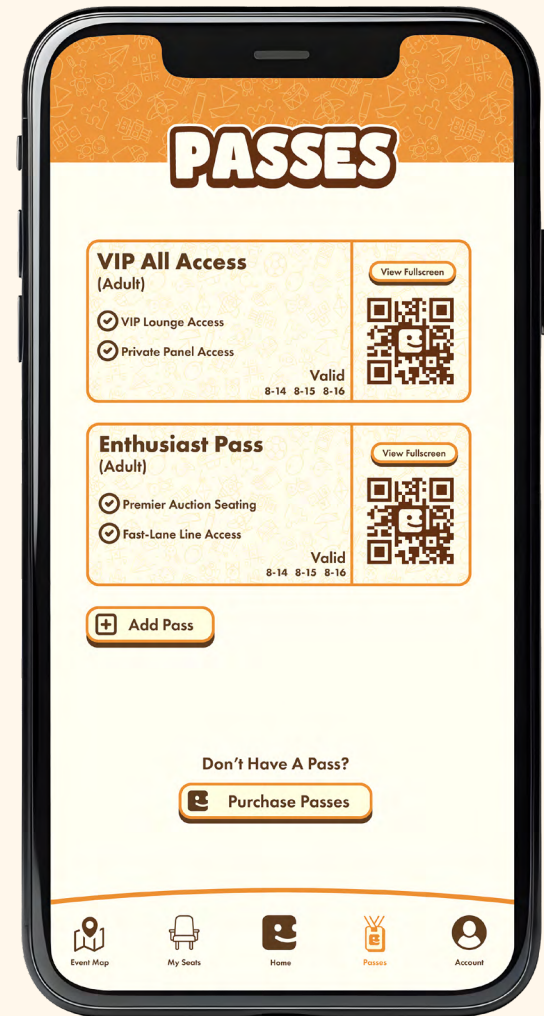 PASSES
VIP All Access
(Adult)
View Fullscreen
VIP Lounge Access
Private Panel Access
Valid
8-14 8-15 8-16
Enthusiast Pass
(Adult)
View Fullscreen
Premier Auction Seating
Fast-Lane Line Access
Valid
8-14 8-15 8-16
Add Pass
Don't Have A Pass?
Purchase Passes
Event Map
My Seats
Home
Passes
Account